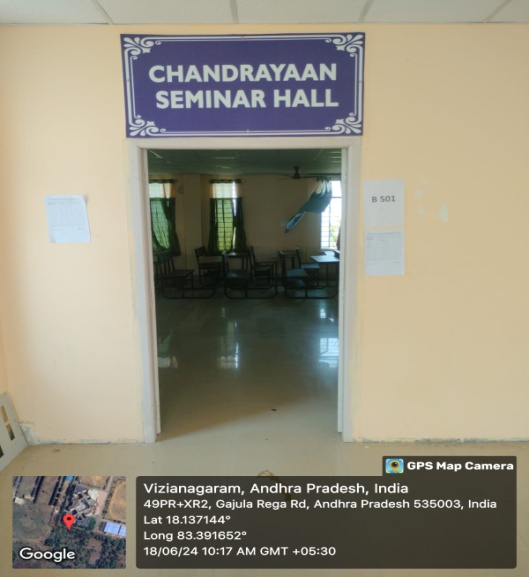 CHANDRAYAAN
SEMINAR HALL
B 501
GPS Map Camera
Vizianagaram, Andhra Pradesh, India
49PR+XR2, Gajula Rega Rd, Andhra Pradesh 535003, India
Lat 18.137144°
Long 83.391652°
18/06/24 10:17 AM GMT +05:30
Google